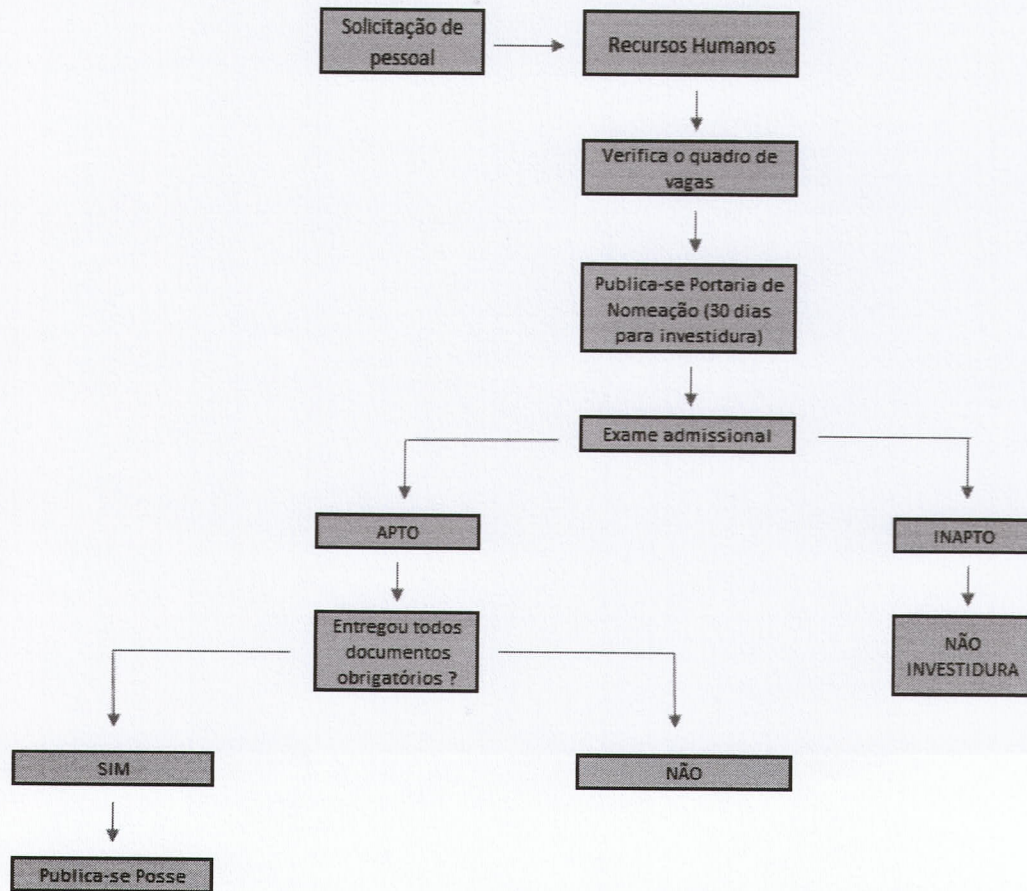 Solicitação de
pessoal
Recursos Humanos
Verifica o quadro de
vagas
Publica-se Portaria de
Nomeação (30 dias
para investidura)
Exame admissional
APTO
INAPTO
Entregou todos
documentos
obrigatórios ?
NÃO
INVESTIDURA
SIM
NÃO
Publica-se Posse